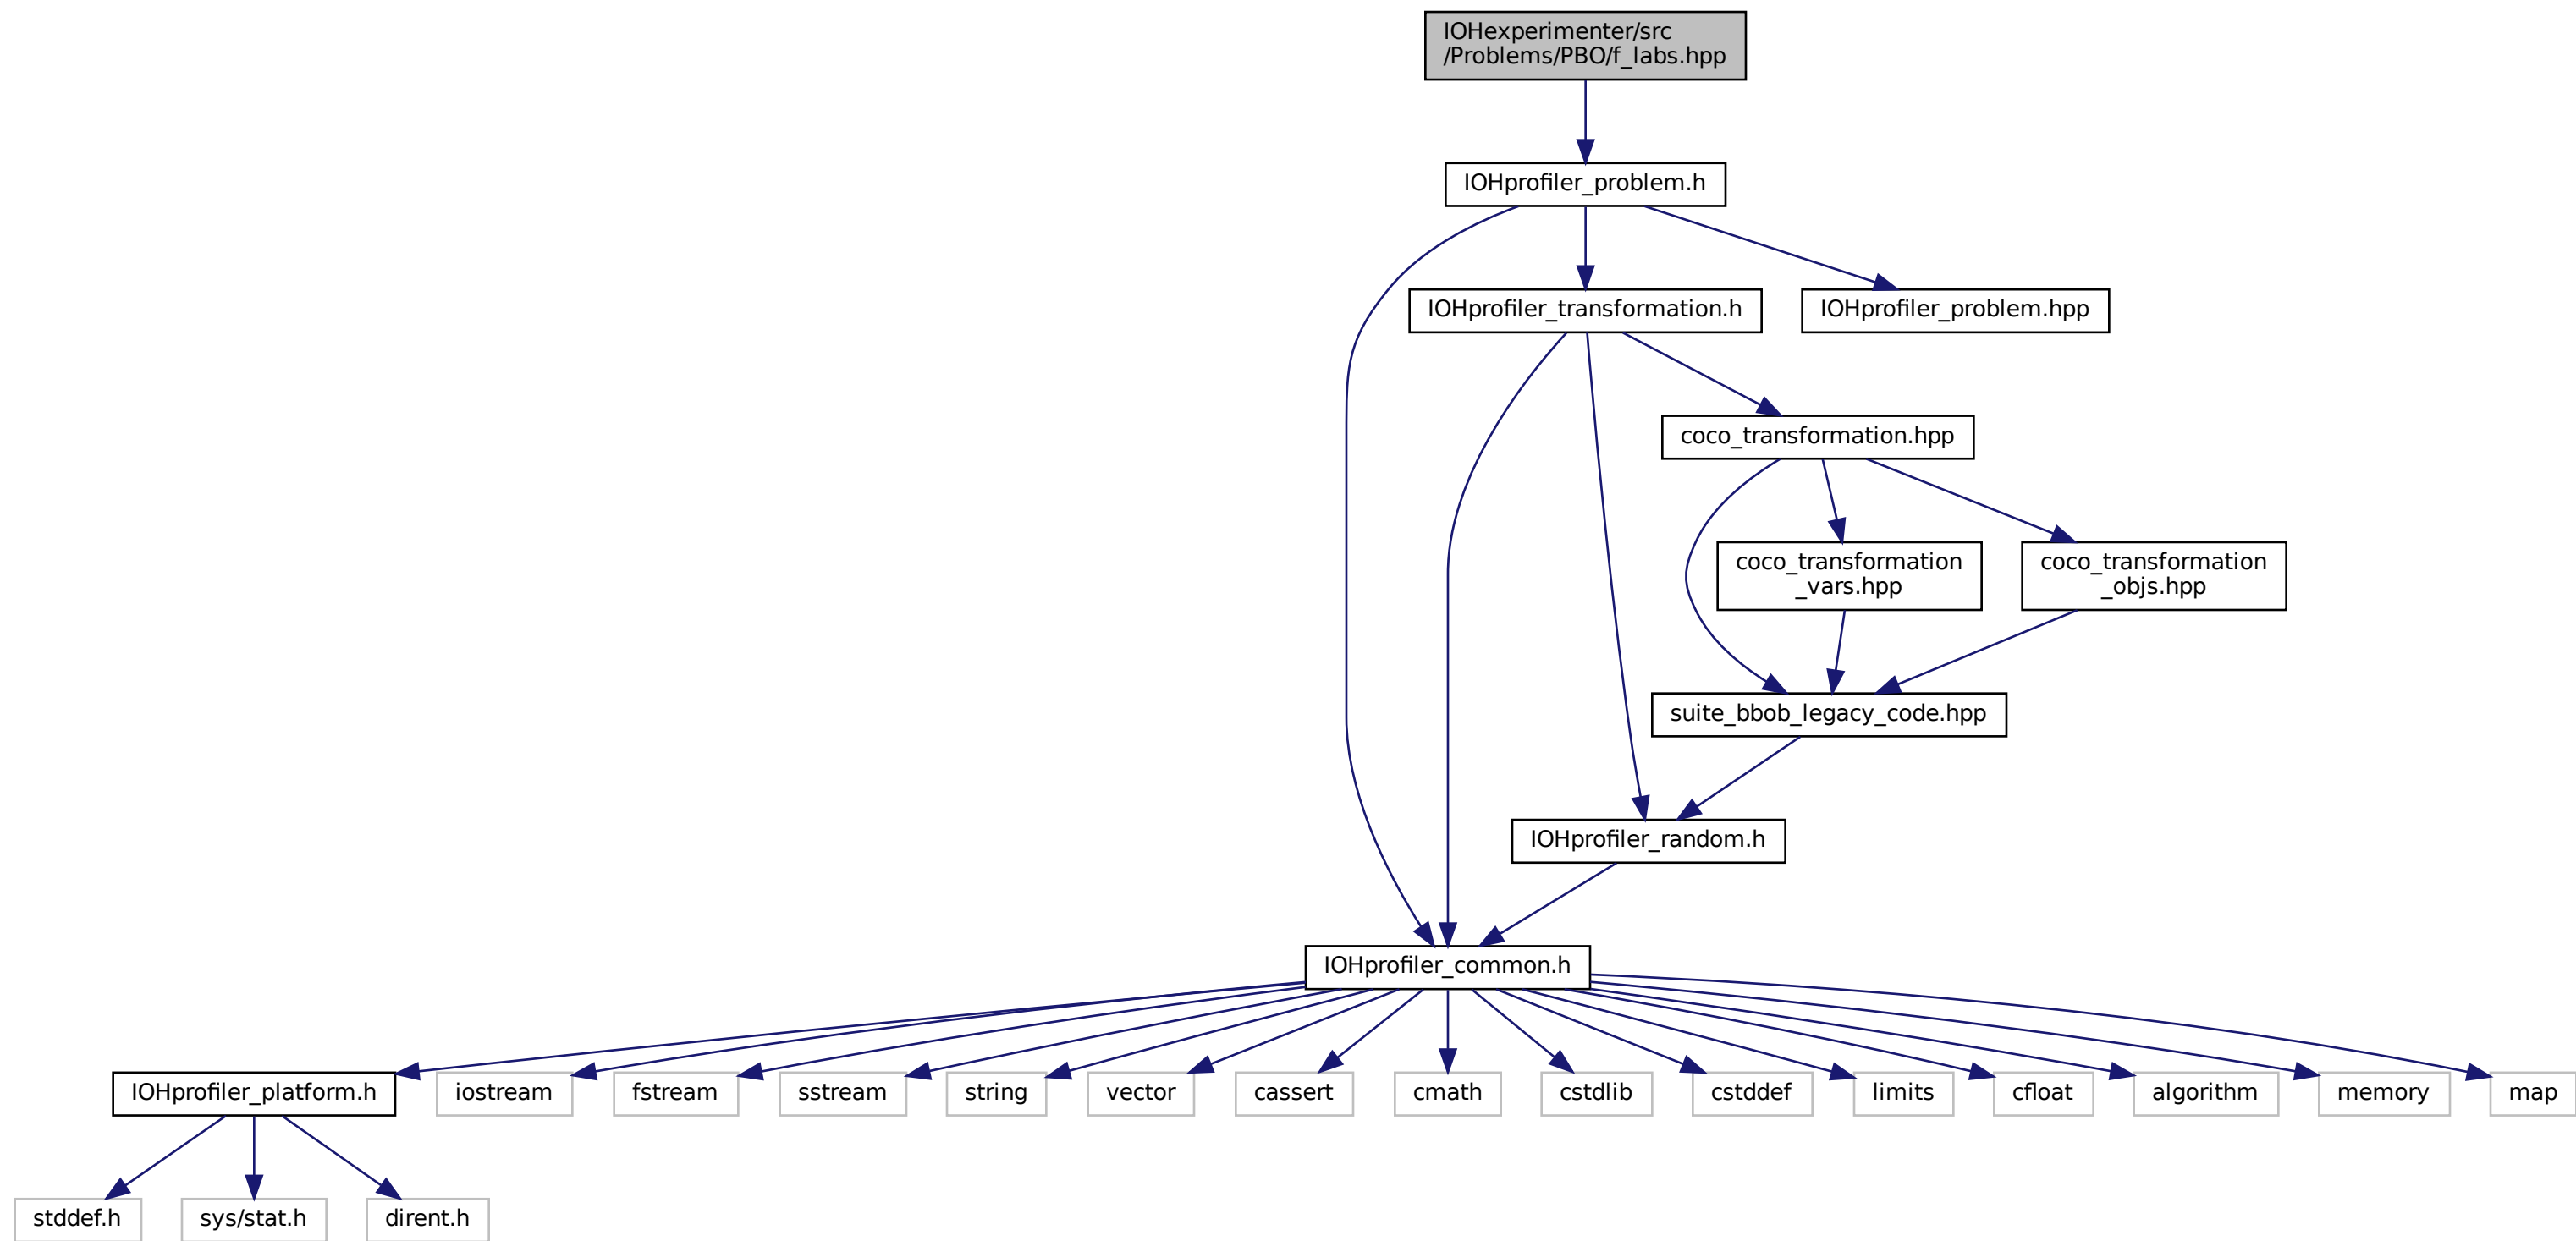 IOHexperimenter/src
/Problems/PBO/f_labs.hpp
IOHprofiler_problem.h
IOHprofiler_transformation.h
IOHprofiler_problem.hpp
coco_transformation.hpp
coco_transformation
_vars.hpp
coco_transformation
_objs.hpp
suite_bbob_legacy_code.hpp
IOHprofiler_random.h
IOHprofiler_common.h
IOHprofiler_platform.h
iostream
fstream
sstream
string
vector
cassert
cmath
cstdlib
cstddef
limits
cfloat
algorithm
memory
map
stddef.h
sys/stat.h
dirent.h